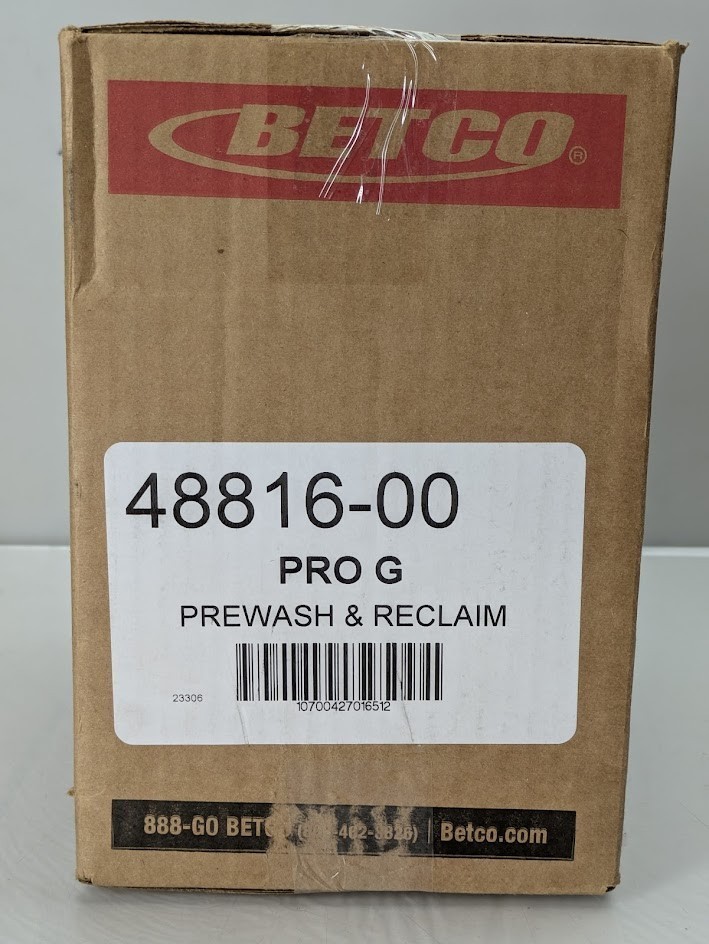 BETCO®
48816-00
PRO G
PREWASH & RECLAIM
23306
10700427016512
888-GO BETC
Betco.com